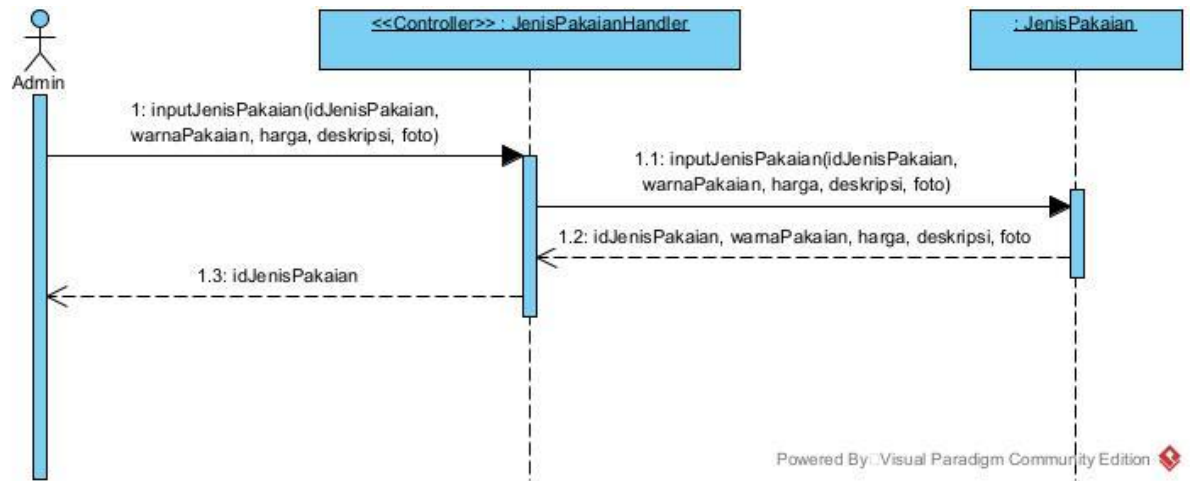 <<Controller>> : JenisPakaianHandler
: JenisPakaian
Admin
1: inputJenisPakaian(idJenisPakaian,
warnaPakaian, harga, deskripsi, foto)
1.1: inputJenisPakaian(idJenisPakaian,
warnaPakaian, harga, deskripsi, foto)
1.2: idJenisPakaian, warnaPakaian, harga, deskripsi, foto
1.3: idJenisPakaian
Powered By Visual Paradigm Community Edition